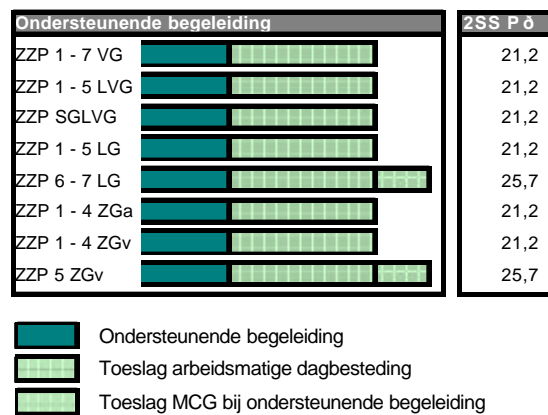 Ondersteunende begeleiding 2SS P ð
ZZP 1 - 7 VG 21,2
ZZP 1 - 5 LVG 21,2
ZZP SGLVG 21,2
ZZP 1 - 5 LG 21,2
ZZP 6 - 7 LG 25,7
ZZP 1 - 4 ZGa 21,2
ZZP 1 - 4 ZGv 21,2
ZZP 5 ZGv 25,7
Ondersteunende begeleiding
Toeslag arbeidsmatige dagbesteding
Toeslag MCG bij ondersteunende begeleiding